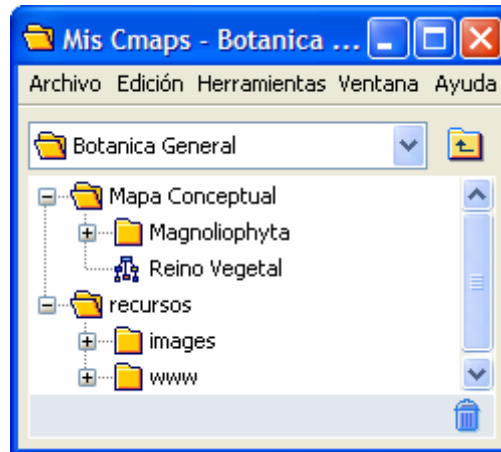 Mis Cmaps - Botanica ...
Archivo Edición Herramientas Ventana Ayuda
Botanica General
Mapa Conceptual
Magnoliophyta
Reino Vegetal
recursos
images
www